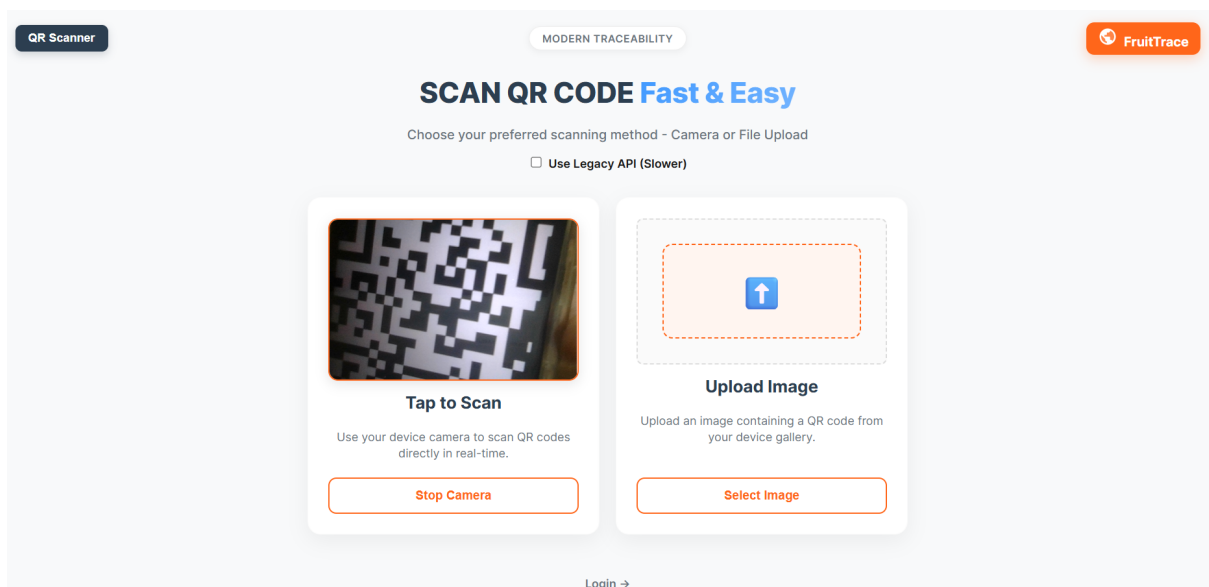 QR Scanner
MODERN TRACEABILITY
FruitTrace
SCAN QR CODE Fast & Easy
Choose your preferred scanning method - Camera or File Upload
Use Legacy API (Slower)
Tap to Scan
Use your device camera to scan QR codes
directly in real-time.
Stop Camera
Upload Image
Upload an image containing a QR code from
your device gallery.
Select Image
Login →